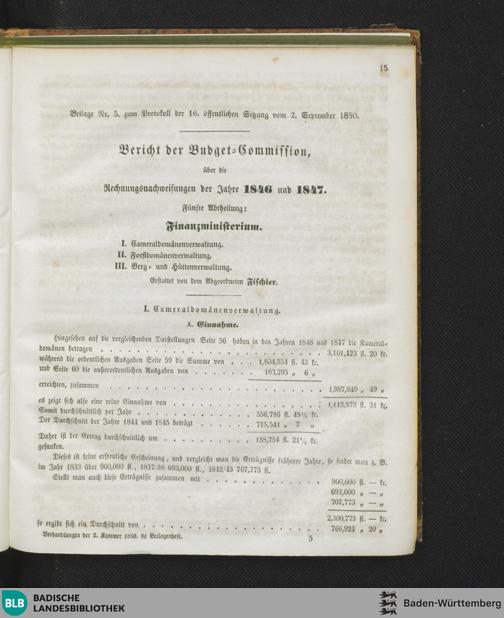 15
Beilage Nr. 5. zum Protokoll der 16. öffentlichen Sitzung vom 2. September 1850.
Bericht der Budget-Commission,
über die
Rechnungsnachweisungen der Jahre 1846 und 1847.
Fünfte Abtheilung:
Finanzministerium.
I. Cameraldomänenverwaltung.
II. Forstdomänenverwaltung.
III. Berg- und Hüttenverwaltung.
Erstattet von dem Abgeordneten Fischler.
I. Cameraldomänenverwaltung.
A. Einnahme.
Hingesehen auf die vergleichenden Darstellungen Seite 56 haben in den Jahren 1846 und 1847 die Kameral-
domänen betragen . . . 3,101,423 fl. 20 kr.
während die ordentlichen Ausgaben Seite 59 die Summe von . . . 1,804,554 fl. 43 kr.
und Seite 60 die außerordentlichen Ausgaben von . . . 183,295 „ 6 „
erreichten, zusammen . . . 1,987,849 „ 49 „
es zeigt sich also eine reine Einnahme von . . . 1,113,573 fl. 31 kr.
Somit durchschnittlich per Jahr . . . 556,786 fl. 45½ kr.
Der Durchschnitt der Jahre 1844 und 1845 beträgt . . . 715,541 „ 7 „
Daher ist der Ertrag durchschnittlich um . . . 158,754 fl. 21½ kr.
gesunken.
Dieses ist keine erfreuliche Erscheinung, und vergleicht man die Erträgnisse früherer Jahre, so findet man z. B.
im Jahr 1833 über 900,000 fl., 1837/38 693,000 fl., 1842/43 707,773 fl.
Stellt man auch diese Erträgnisse zusammen mit . . . 900,000 fl. — kr.
693,000 „ — „
707,773 „ — „
2,300,773 fl. — kr.
so ergibt sich ein Durchschnitt von . . . 766,924 „ 20 „
Verhandlungen der 2. Kammer 1850. 6s Beilagenheft. 5
BLB BADISCHE
LANDESBIBLIOTHEK
Baden-Württemberg